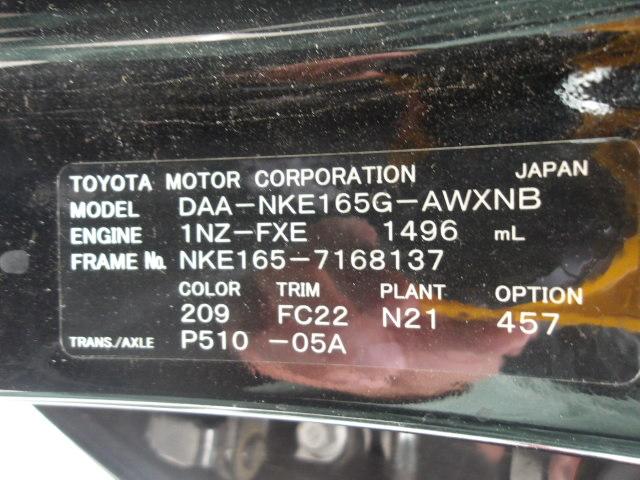 TOYOTA MOTOR CORPORATION JAPAN
MODEL DAA-NKE165G-AWXNB
ENGINE 1NZ-FXE 1496 mL
FRAME No. NKE165-7168137
COLOR TRIM PLANT OPTION
209 FC22 N21 457
TRANS./AXLE P510 -05A